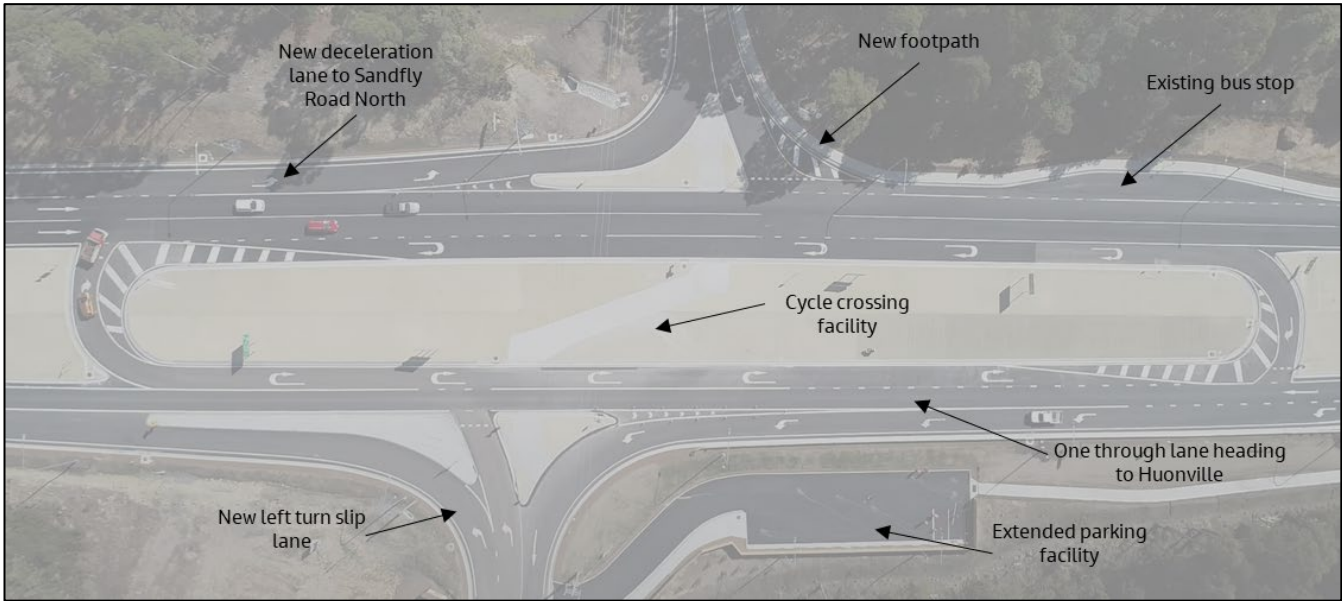 New deceleration
lane to Sandfly
Road North
New footpath
Existing bus stop
Cycle crossing
facility
One through lane heading
to Huonville
New left turn slip
lane
Extended parking
facility